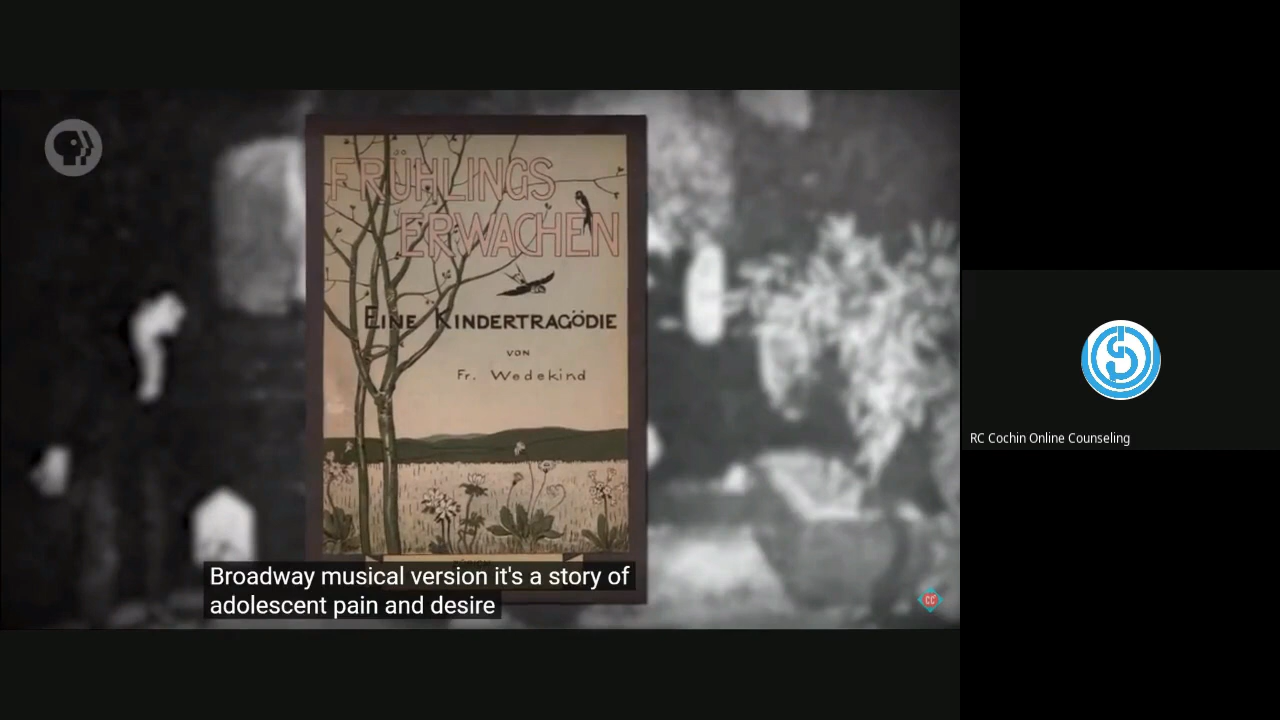 FRÜHLINGS
ERWACHEN
EINE KINDERTRAGÖDIE
von
Fr. Wedekind
Broadway musical version it's a story of
adolescent pain and desire
CC
RC Cochin Online Counseling